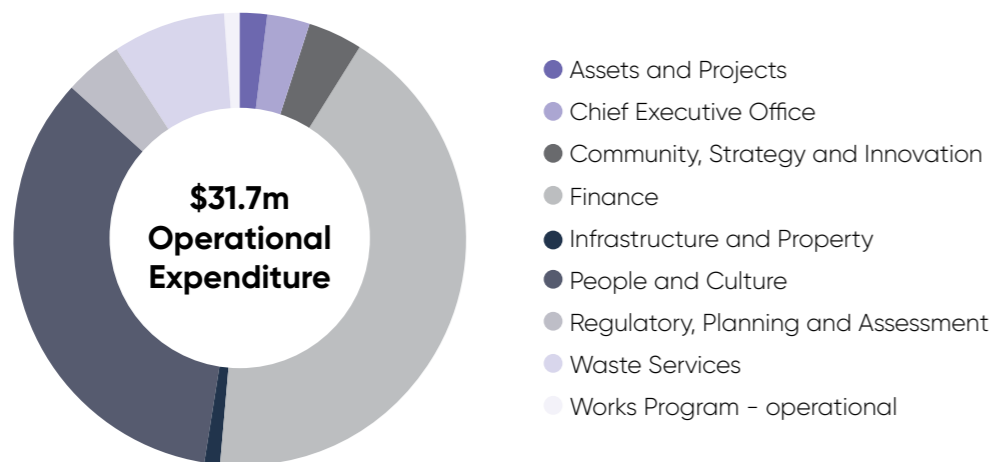 $31.7m
Operational
Expenditure
Assets and Projects
Chief Executive Office
Community, Strategy and Innovation
Finance
Infrastructure and Property
People and Culture
Regulatory, Planning and Assessment
Waste Services
Works Program - operational